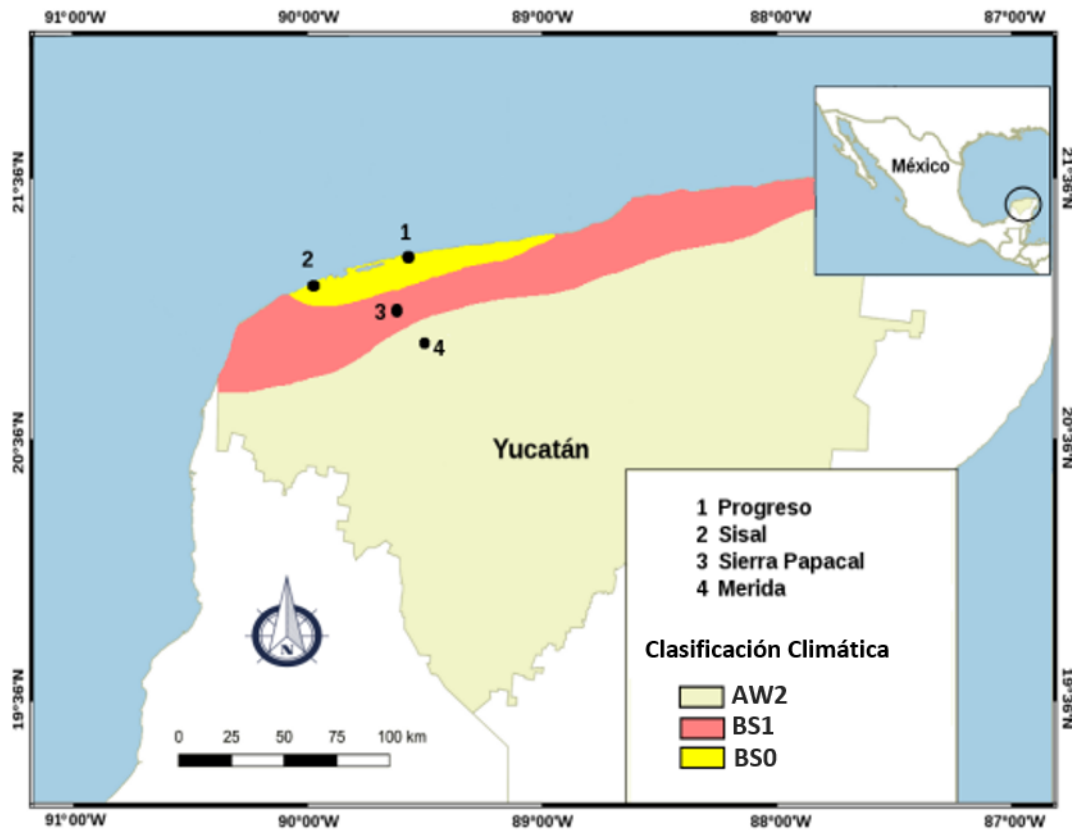 91°00'W 90°00'W 89°00'W 88°00'W 87°00'W
21°36'N
21°36'N
México
1
2
3
4
20°36'N
20°36'N
Yucatán
1 Progreso
2 Sisal
3 Sierra Papacal
4 Merida
Clasificación Climática
AW2
BS1
BS0
N
19°36'N
19°36'N
0 25 50 75 100 km
91°00'W 90°00'W 89°00'W 88°00'W 87°00'W